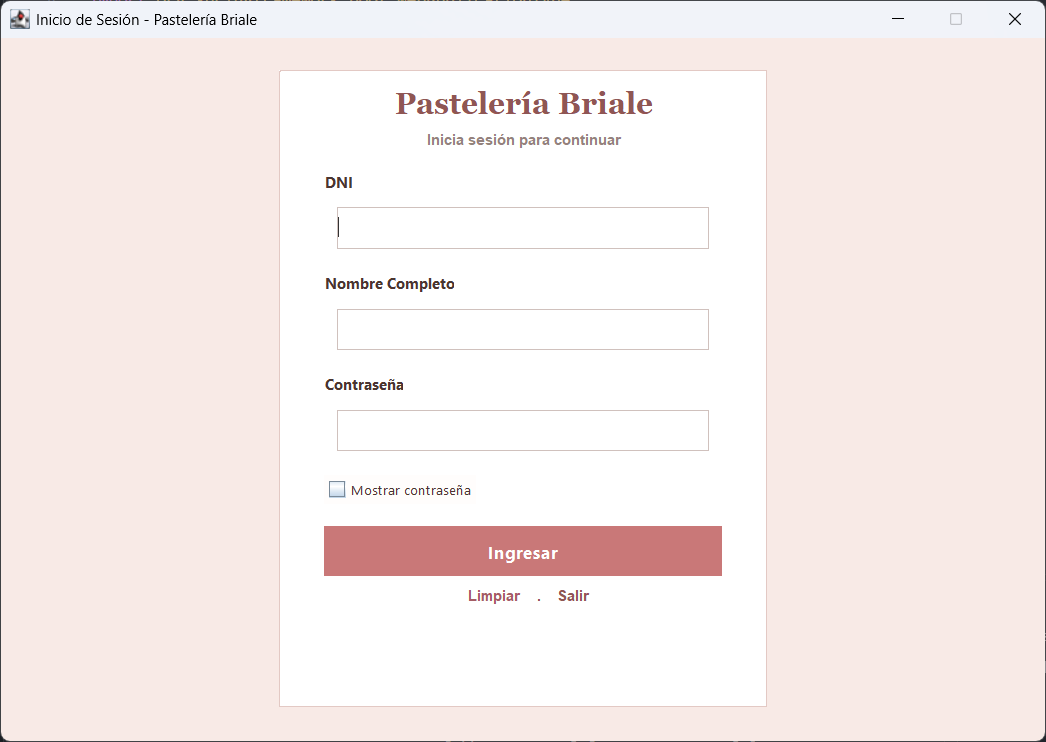 Inicio de Sesión - Pastelería Briale
Pastelería Briale
Inicia sesión para continuar
DNI
Nombre Completo
Contraseña
Mostrar contraseña
Ingresar
Limpiar . Salir